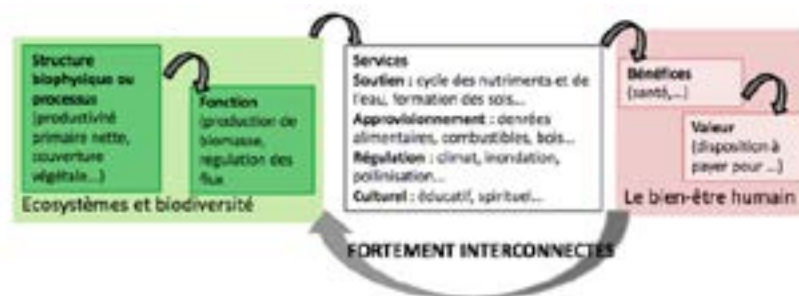 Structure
biophysique ou
processus
(productivité
primaire nette,
couverture
végétale...)
Fonction
(production de
biomasse,
regulation des
flux
Ecosystèmes et biodiversité
Services
Soutien : cycle des nutriments et de
l'eau, formation des sols...
Approvisionnement : denrées
alimentaires, combustibles, bois...
Régulation : climat, inondation,
pollinisation...
Culturel : éducatif, spirituel...
Bénéfices
(santé,...)
Valeur
(disposition à
payer pour ...)
Le bien-être humain
FORTEMENT INTERCONNECTES